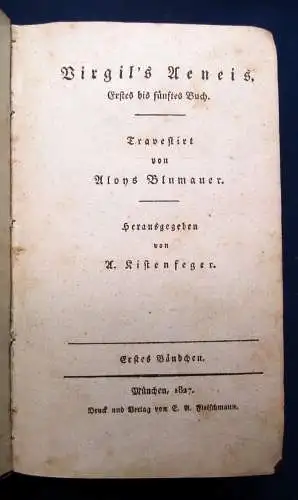 Virgil's Aeneis,
Erstes bis fünftes Buch.
Travestirt
von
Aloys Blumauer.
Herausgegeben
von
A. Kistenfeger.
Erstes Bändchen.
München, 1827.
Druck und Verlag von E. A. Fleischmann.